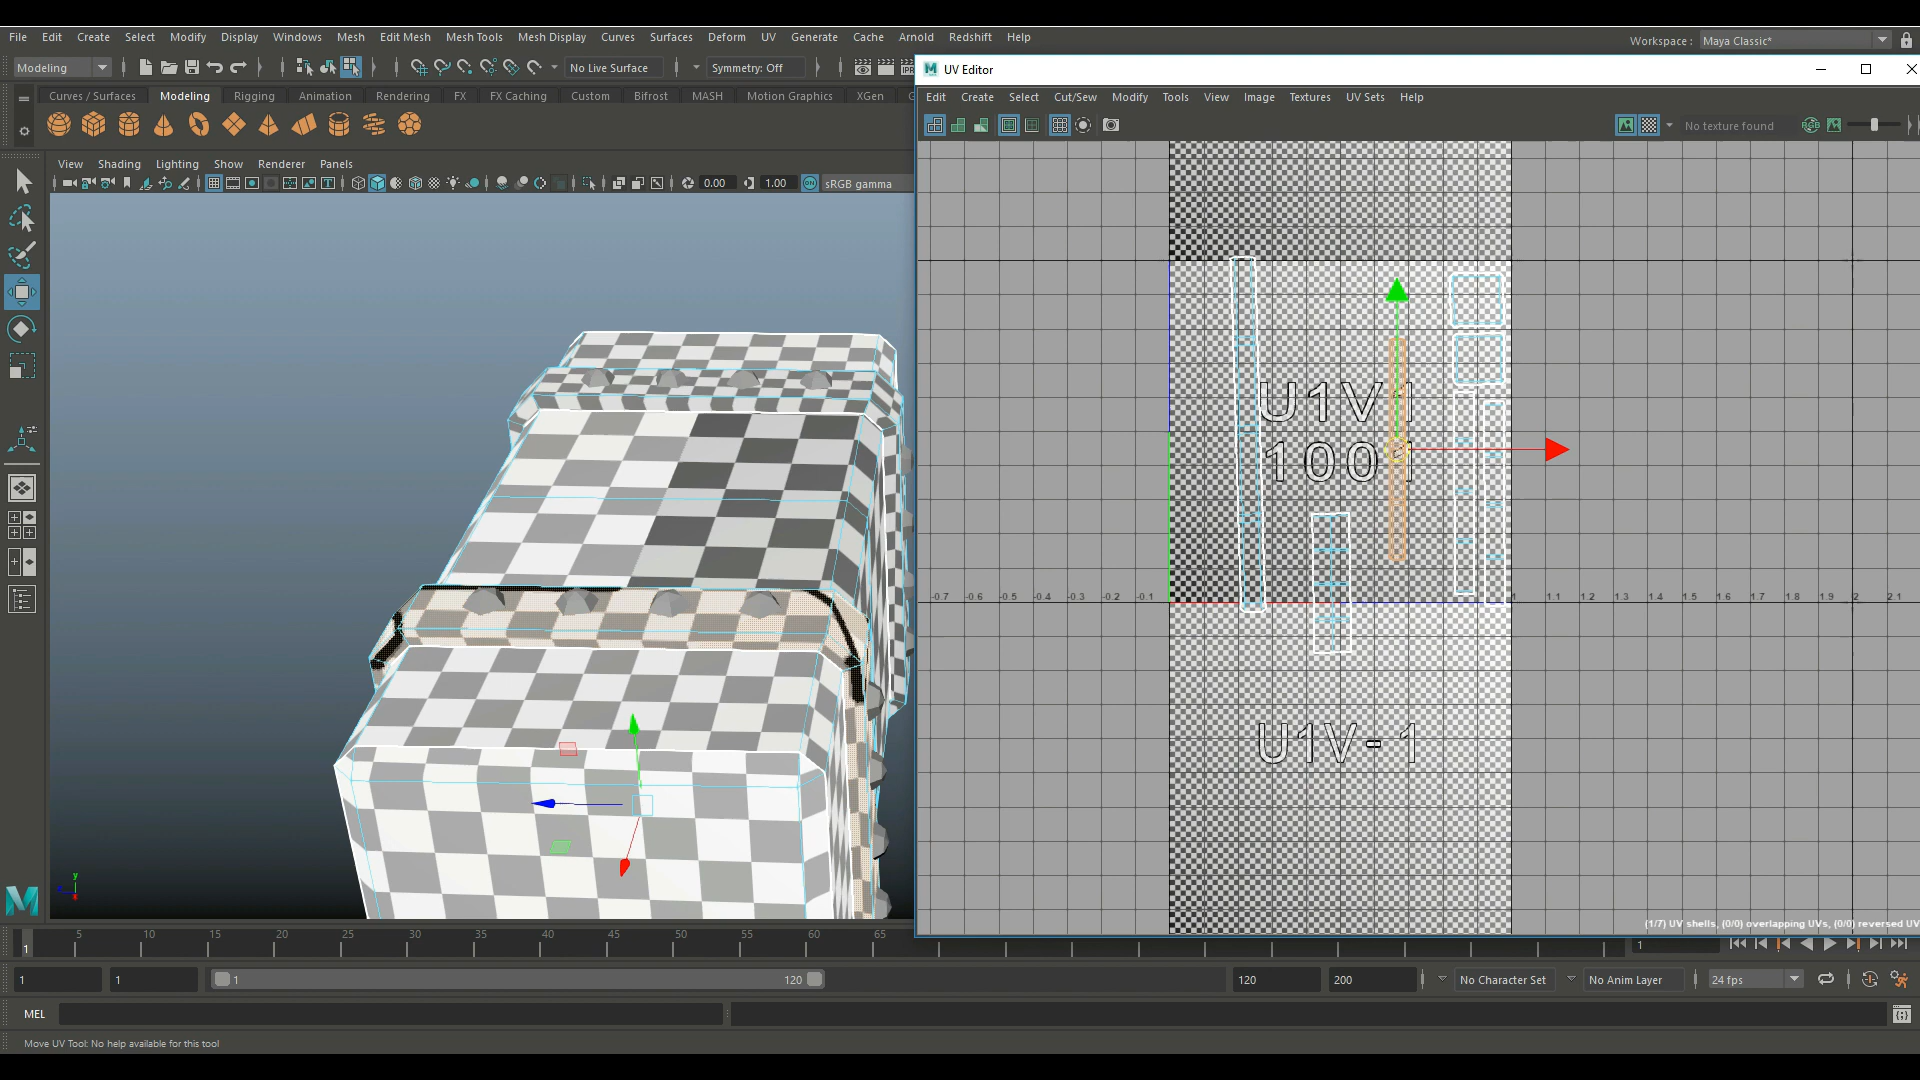 File Edit Create Select Modify Display Windows Mesh Edit Mesh Mesh Tools Mesh Display Curves Surfaces Deform UV Generate Cache Arnold Redshift Help
Workspace : Maya Classic*
Modeling
No Live Surface
Symmetry: Off
UV Editor
Curves / Surfaces Modeling Rigging Animation Rendering FX FX Caching Custom Bifrost MASH Motion Graphics XGen
Edit Create Select Cut/Sew Modify Tools View Image Textures UV Sets Help
No texture found
View Shading Lighting Show Renderer Panels
0.00 1.00 ON sRGB gamma
U1V1
1001
-0.7 -0.6 -0.5 -0.4 -0.3 -0.2 -0.1 1 1.1 1.2 1.3 1.4 1.5 1.6 1.7 1.8 1.9 2 2.1
U1V-1
y
(1/7) UV shells, (0/0) overlapping UVs, (0/0) reversed UV
5 10 15 20 25 30 35 40 45 50 55 60 65
1 1
1 1 1 120 120 200 No Character Set No Anim Layer 24 fps
MEL
Move UV Tool: No help available for this tool